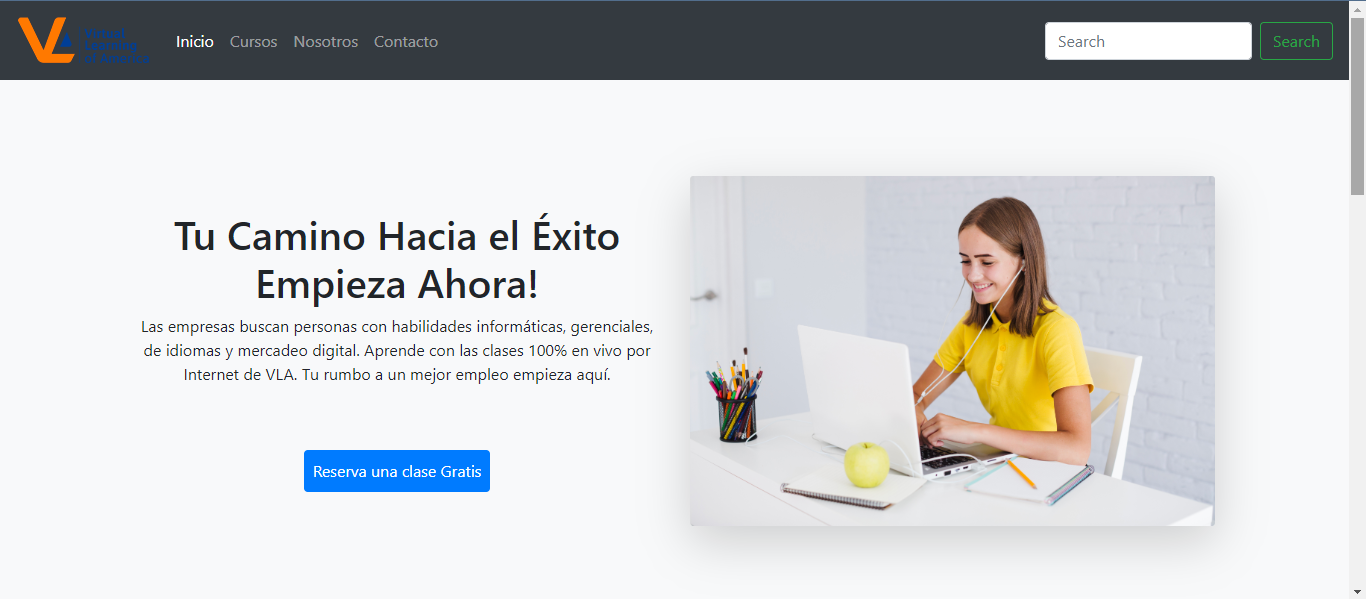 VL Virtual
Learning
of America
Inicio Cursos Nosotros Contacto
Search Search
Tu Camino Hacia el Éxito
Empieza Ahora!
Las empresas buscan personas con habilidades informáticas, gerenciales,
de idiomas y mercadeo digital. Aprende con las clases 100% en vivo por
Internet de VLA. Tu rumbo a un mejor empleo empieza aquí.
Reserva una clase Gratis